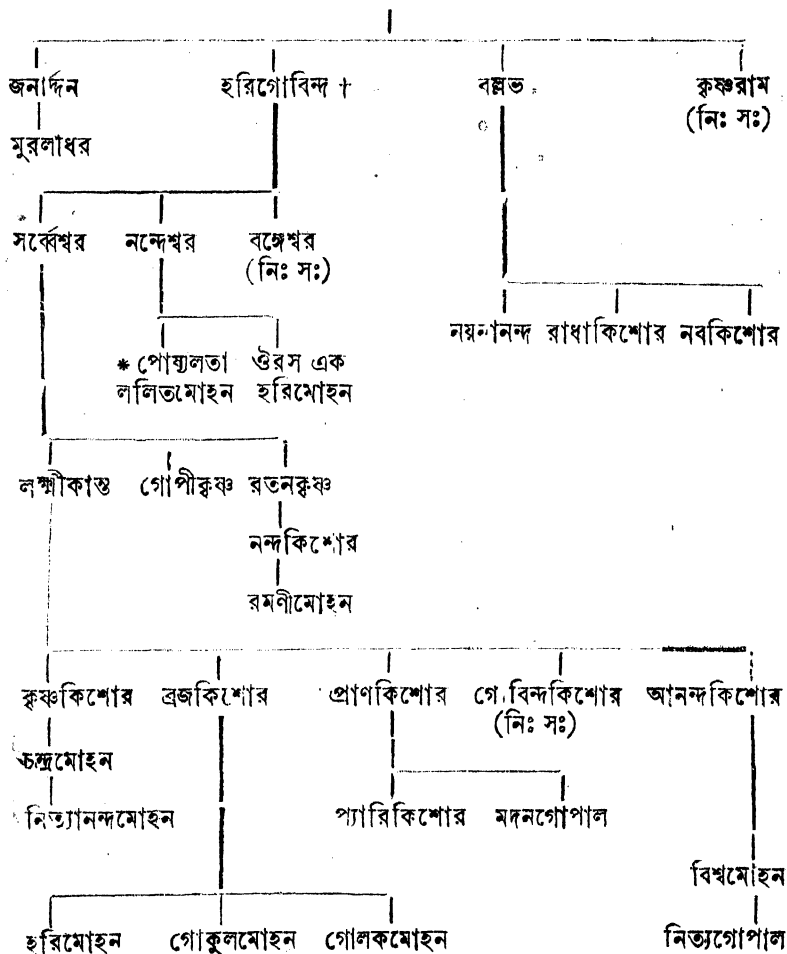 জনার্দ্দন হরিগোবিন্দ † বল্লভ কৃষ্ণরাম
(নিঃ সঃ)
মুরলাধর
সর্ব্বেশ্বর নন্দেশ্বর বঙ্গেশ্বর
(নিঃ সঃ)
নয়নানন্দ রাধাকিশোর নবকিশোর
* পোষ্যলতা ঔরস এক
ললিতমোহন হরিমোহন
লক্ষ্মীকান্ত গোপীকৃষ্ণ রতনকৃষ্ণ
নন্দকিশোর
রমণীমোহন
কৃষ্ণকিশোর ব্রজকিশোর প্রাণকিশোর গোবিন্দকিশোর আনন্দকিশোর
(নিঃ সঃ)
চন্দ্রমোহন
নিত্যানন্দমোহন প্যারিকিশোর মদনগোপাল
বিশ্বমোহন
হরিমোহন গোকুলমোহন গোলকমোহন নিত্যগোপাল